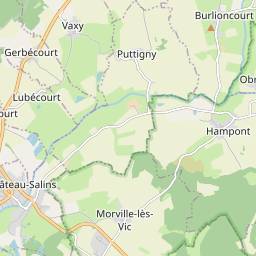 Burlioncourt
Vaxy
Gerbécourt
Puttigny
Obr
Lubécourt
ourt
Hampont
âteau-Salins
Morville-lès-
Vic